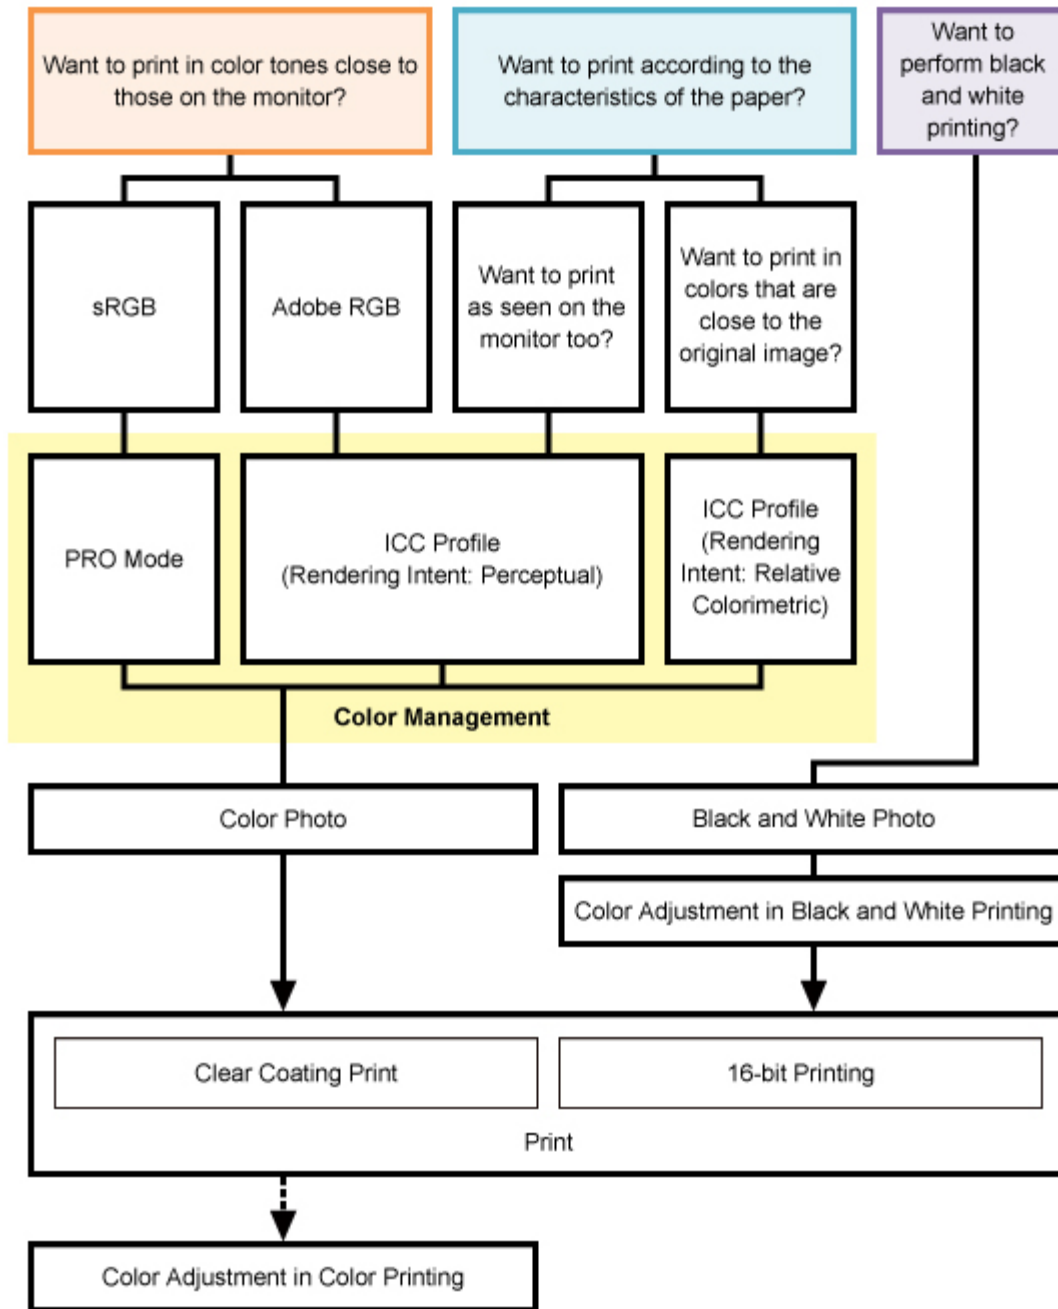 Want to print in color tones close to
those on the monitor?
Want to print according to the
characteristics of the paper?
Want to
perform black
and white
printing?
sRGB
Adobe RGB
Want to print
as seen on the
monitor too?
Want to print in
colors that are
close to the
original image?
PRO Mode
ICC Profile
(Rendering Intent: Perceptual)
ICC Profile
(Rendering
Intent: Relative
Colorimetric)
Color Management
Color Photo
Black and White Photo
Color Adjustment in Black and White Printing
Clear Coating Print
16-bit Printing
Print
Color Adjustment in Color Printing